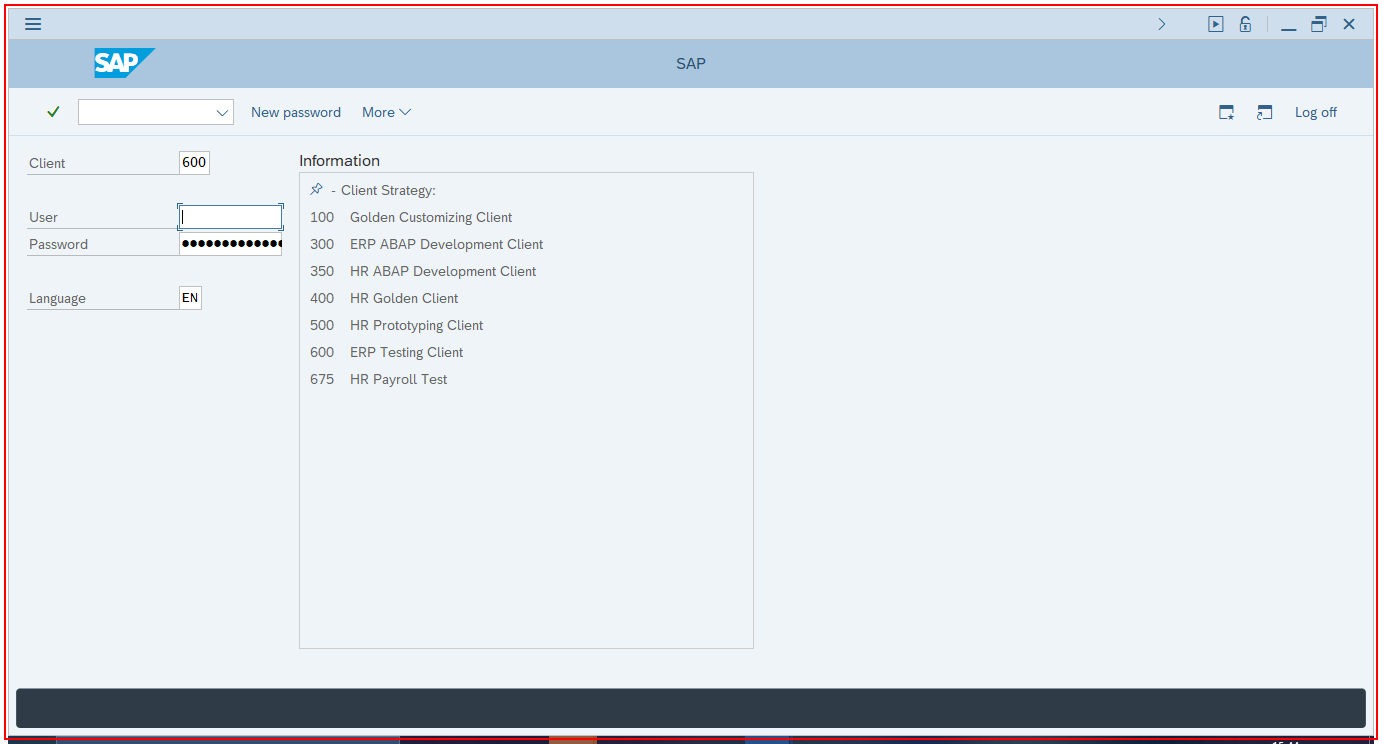 SAP
SAP
New password More Log off
Client 600
User
Password ●●●●●●●●●●●●●
Language EN
Information
- Client Strategy:
100 Golden Customizing Client
300 ERP ABAP Development Client
350 HR ABAP Development Client
400 HR Golden Client
500 HR Prototyping Client
600 ERP Testing Client
675 HR Payroll Test